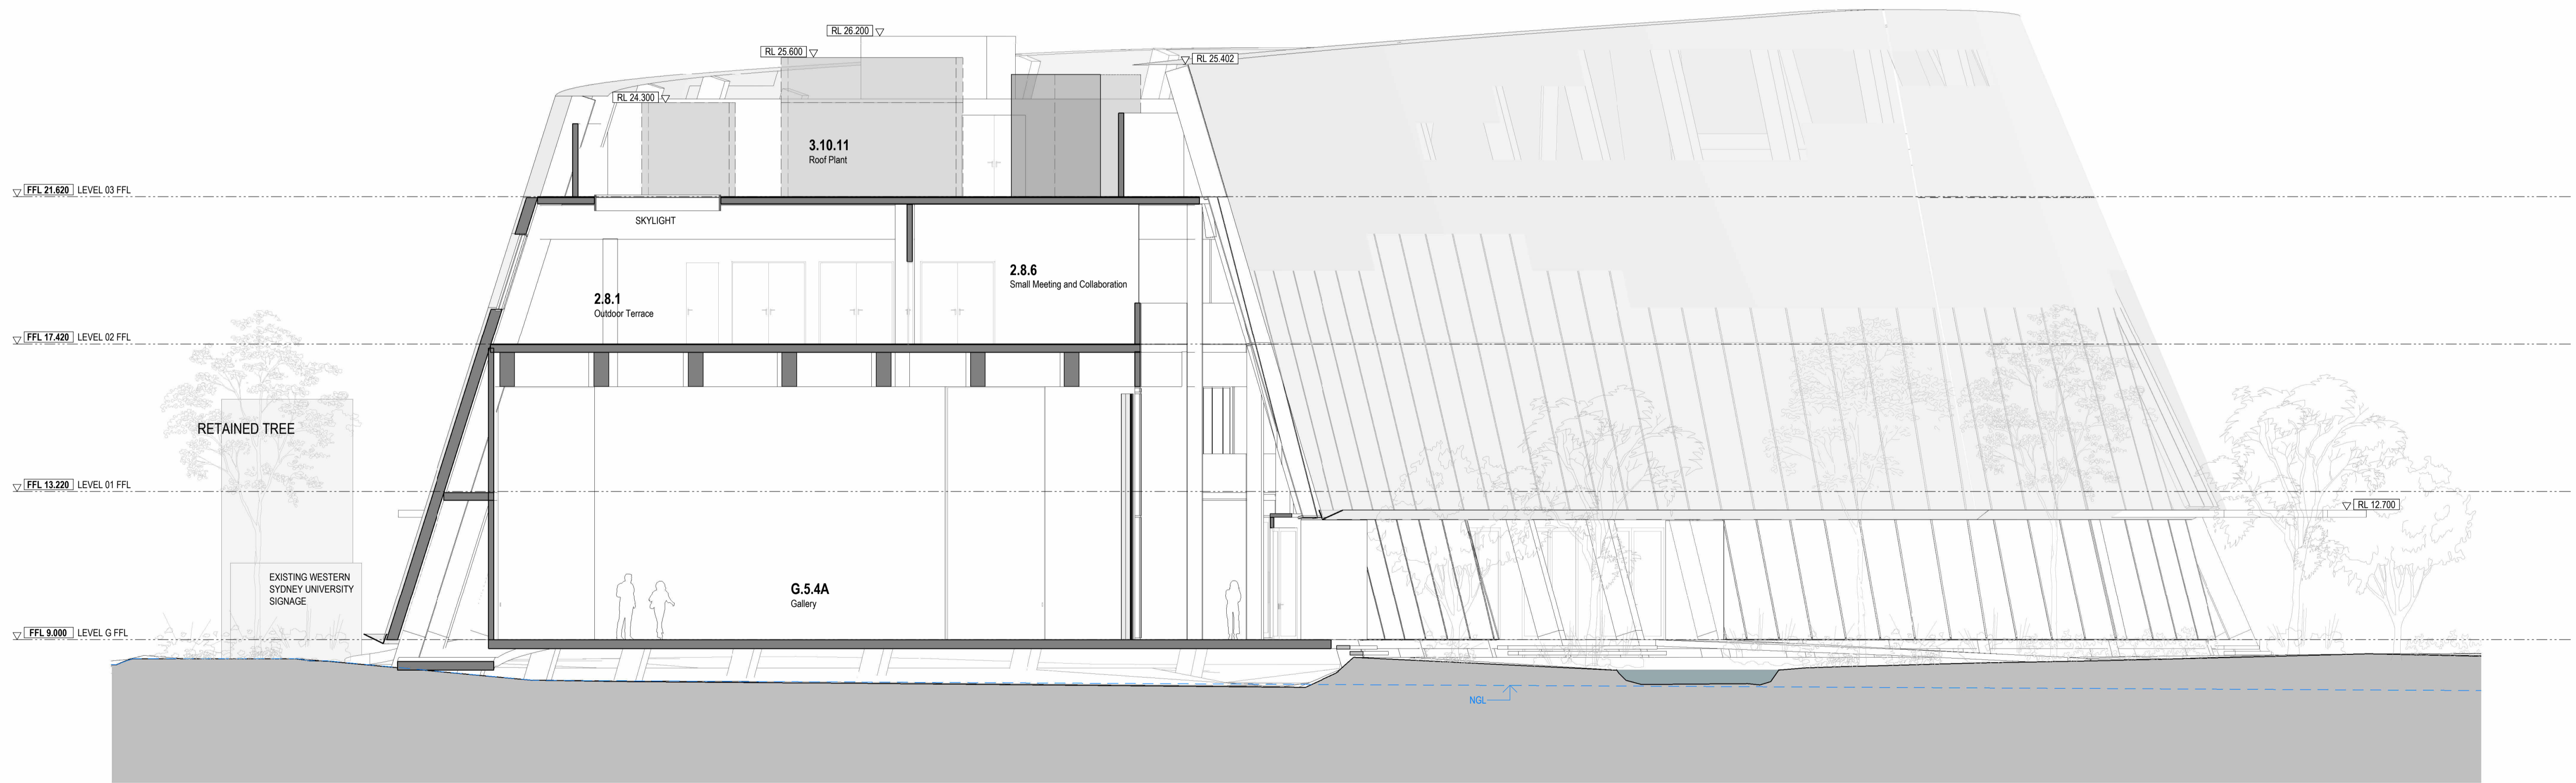 RL 26.200
RL 25.600
RL 25.402
RL 24.300
3.10.11
Roof Plant
FFL 21.620 LEVEL 03 FFL
SKYLIGHT
2.8.6
Small Meeting and Collaboration
2.8.1
Outdoor Terrace
FFL 17.420 LEVEL 02 FFL
RETAINED TREE
FFL 13.220 LEVEL 01 FFL
RL 12.700
EXISTING WESTERN
SYDNEY UNIVERSITY
SIGNAGE
G.5.4A
Gallery
FFL 9.000 LEVEL G FFL
NGL